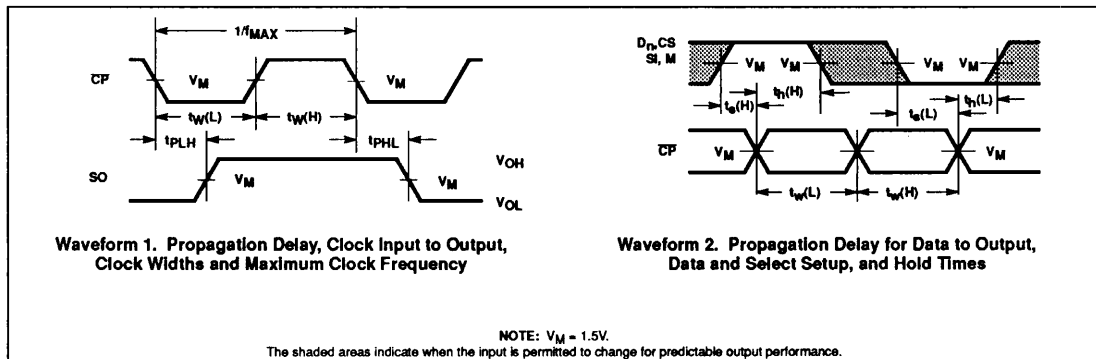 1/fMAX
C̅P̅ VM VM VM
tW(L) tW(H)
tPLH tPHL
SO VM VM VOH
VOL
Waveform 1. Propagation Delay, Clock Input to Output,
Clock Widths and Maximum Clock Frequency
Dn,CS
SI, M
VM VM VM VM
th(H) th(L)
ts(H) ts(L)
C̅P̅ VM VM
tw(L) tw(H)
Waveform 2. Propagation Delay for Data to Output,
Data and Select Setup, and Hold Times
NOTE: VM = 1.5V.
The shaded areas indicate when the input is permitted to change for predictable output performance.